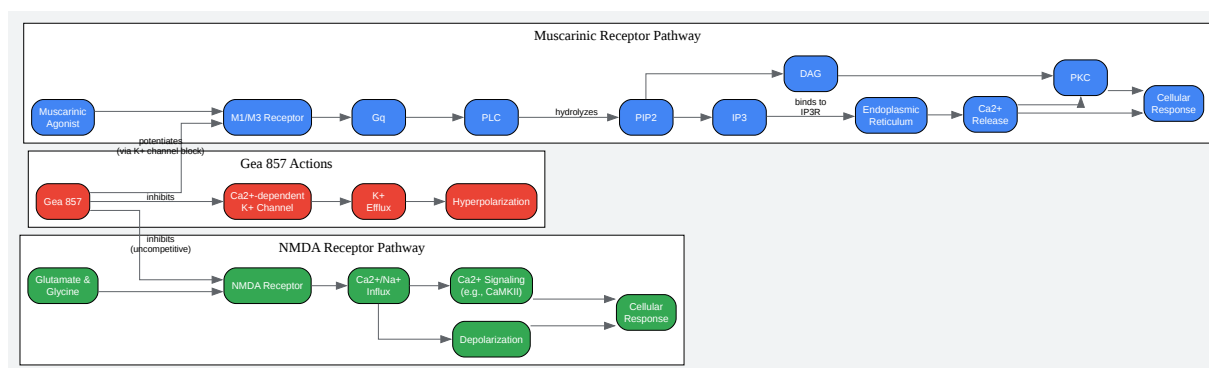 Muscarinic Receptor Pathway
DAG
PKC
Muscarinic
Agonist
M1/M3 Receptor
Gq
PLC
hydrolyzes
PIP2
IP3
binds to
IP3R
Endoplasmic
Reticulum
Ca2+
Release
Cellular
Response
potentiates
(via K+ channel block)
Gea 857 Actions
Gea 857
inhibits
Ca2+-dependent
K+ Channel
K+
Efflux
Hyperpolarization
inhibits
(uncompetitive)
NMDA Receptor Pathway
Glutamate &
Glycine
NMDA Receptor
Ca2+/Na+
Influx
Ca2+ Signaling
(e.g., CaMKII)
Depolarization
Cellular
Response